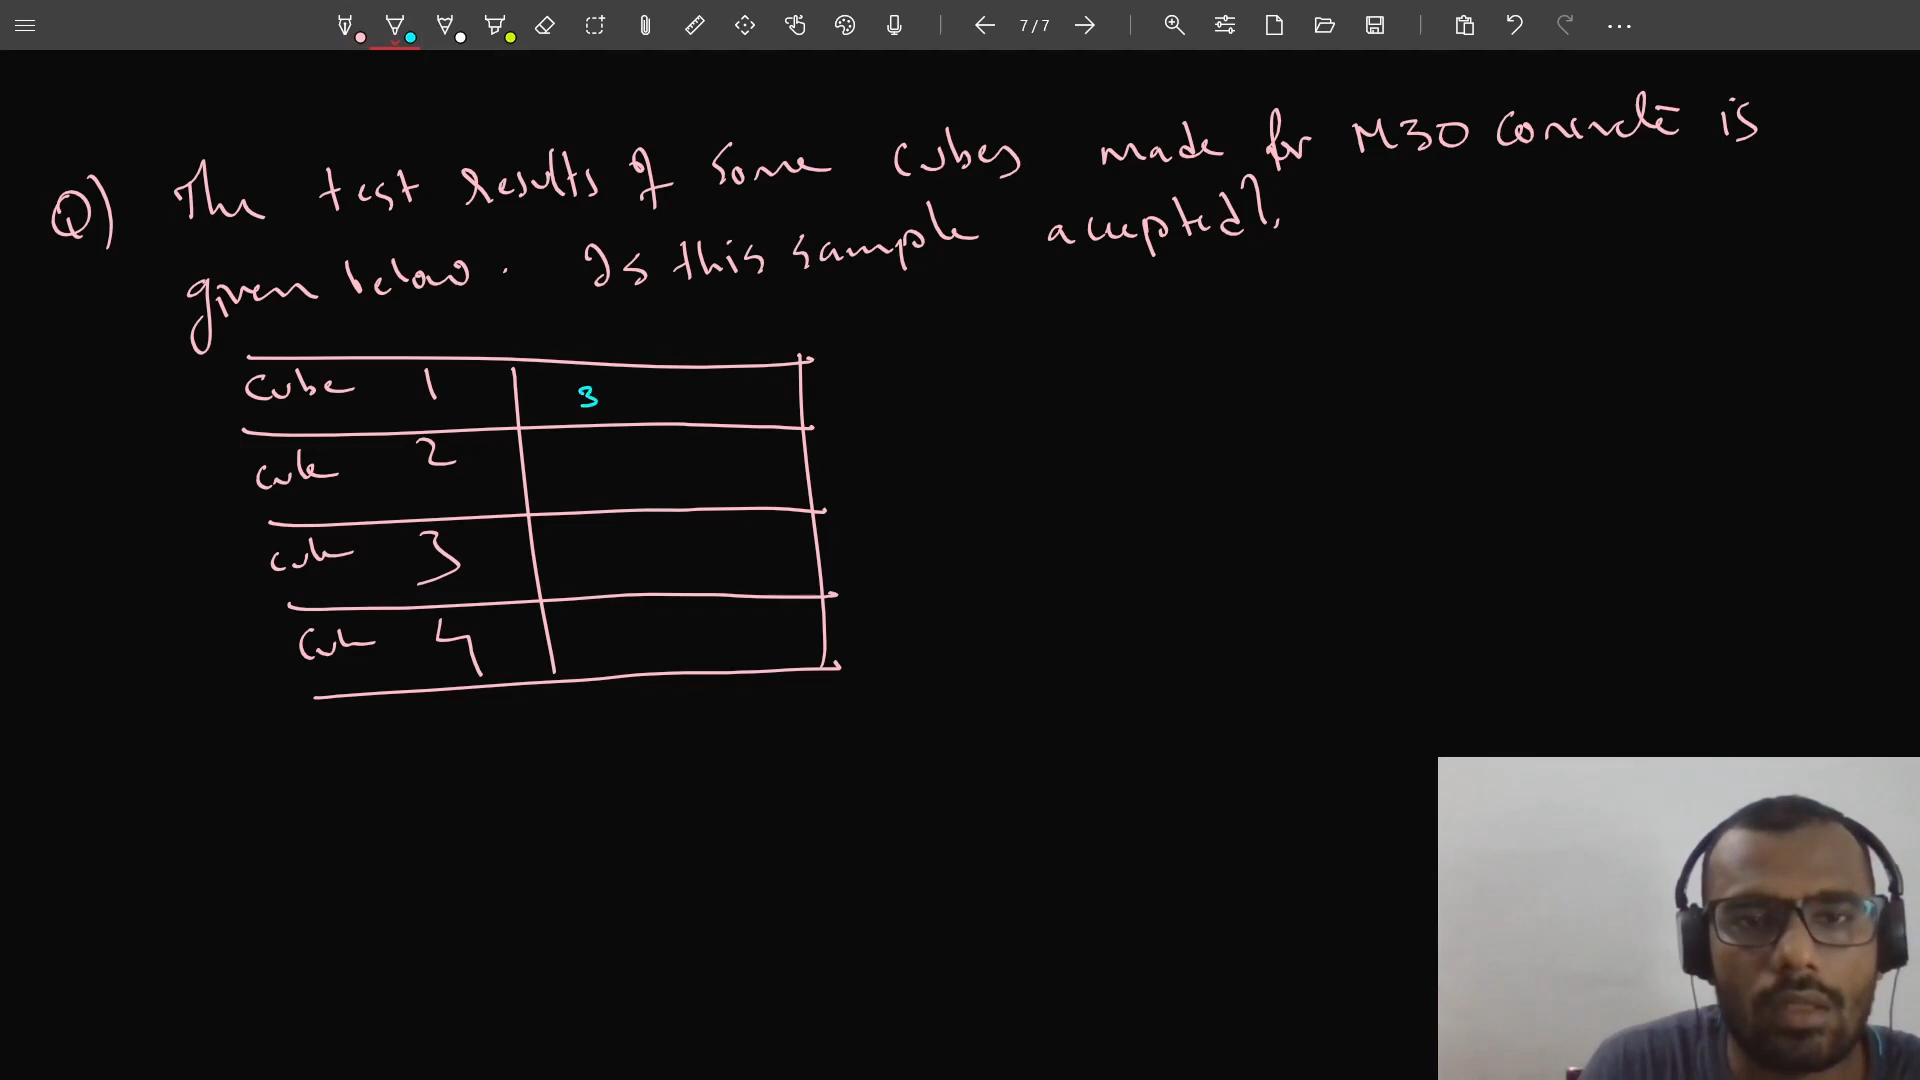 7/7
Q) The test results of some cubes made for M30 concrete is
given below. Is this sample accepted?
Cube 1 3
cube 2
cube 3
Cube 4